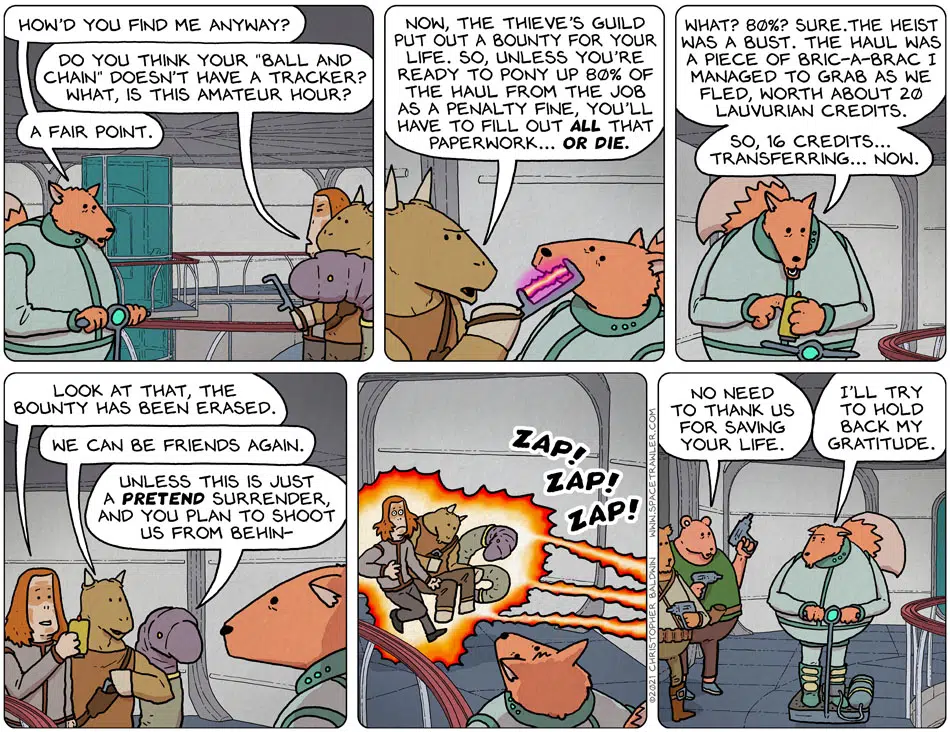 HOW'D YOU FIND ME ANYWAY?
DO YOU THINK YOUR "BALL AND
CHAIN" DOESN'T HAVE A TRACKER?
WHAT, IS THIS AMATEUR HOUR?
A FAIR POINT.
NOW, THE THIEVE'S GUILD
PUT OUT A BOUNTY FOR YOUR
LIFE. SO, UNLESS YOU'RE
READY TO PONY UP 80% OF
THE HAUL FROM THE JOB
AS A PENALTY FINE, YOU'LL
HAVE TO FILL OUT ALL THAT
PAPERWORK... OR DIE.
WHAT? 80%? SURE.THE HEIST
WAS A BUST. THE HAUL WAS
A PIECE OF BRIC-A-BRAC I
MANAGED TO GRAB AS WE
FLED, WORTH ABOUT 20
LAUVURIAN CREDITS.
SO, 16 CREDITS...
TRANSFERRING... NOW.
LOOK AT THAT, THE
BOUNTY HAS BEEN ERASED.
WE CAN BE FRIENDS AGAIN.
UNLESS THIS IS JUST
A PRETEND SURRENDER,
AND YOU PLAN TO SHOOT
US FROM BEHIN-
ZAP!
ZAP!
ZAP!
©2021 CHRISTOPHER BALDWIN WWW.SPACETRAWLER.COM
NO NEED
TO THANK US
FOR SAVING
YOUR LIFE.
I'LL TRY
TO HOLD
BACK MY
GRATITUDE.